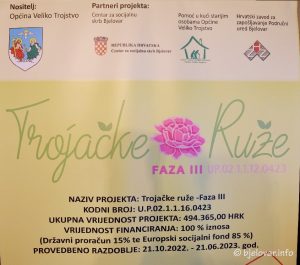 Nositelj:
Općina Veliko Trojstvo
Partneri projekta:
Centar za socijalnu
skrb Bjelovar
Pomoć u kući starijim
osobama Općine
Veliko Trojstvo
Hrvatski zavod za
zapošljavanje Područni
ured Bjelovar
REPUBLIKA HRVATSKA
Centar za socijalnu skrb Bjelovar
Trojačke Ruže
FAZA III UP.02.1.1.12.0423
NAZIV PROJEKTA: Trojačke ruže -Faza III
KODNI BROJ: U.P.02.1.1.16.0423
UKUPNA VRIJEDNOST PROJEKTA: 494.365,00 HRK
VRIJEDNOST FINANCIRANJA: 100 % iznosa
(Državni proračun 15% te Europski socijalni fond 85 %)
PROVEDBENO RAZDOBLJE: 21.10.2022. - 21.06.2023. god.
© bjelovar.info